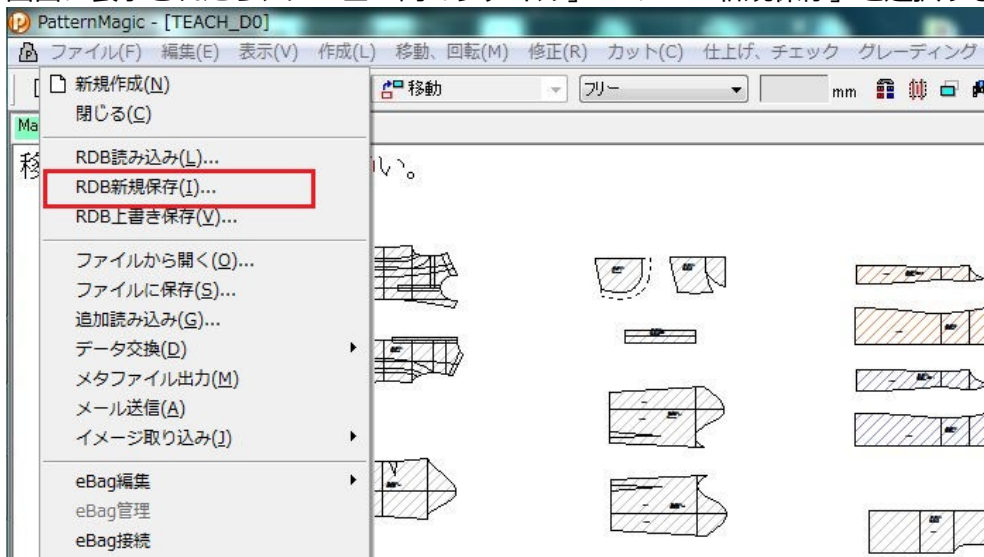 PatternMagic - [TEACH_D0]
ファイル(F) 編集(E) 表示(V) 作成(L) 移動、回転(M) 修正(R) カット(C) 仕上げ、チェック グレーディング
新規作成(N) 移動 フリー mm
閉じる(C)
Ma
RDB読み込み(L)...
移 い。
RDB新規保存(I)...
RDB上書き保存(V)...
ファイルから開く(O)...
ファイルに保存(S)...
追加読み込み(G)...
データ交換(D)
メタファイル出力(M)
メール送信(A)
イメージ取り込み(J)
eBag編集
eBag管理
eBag接続